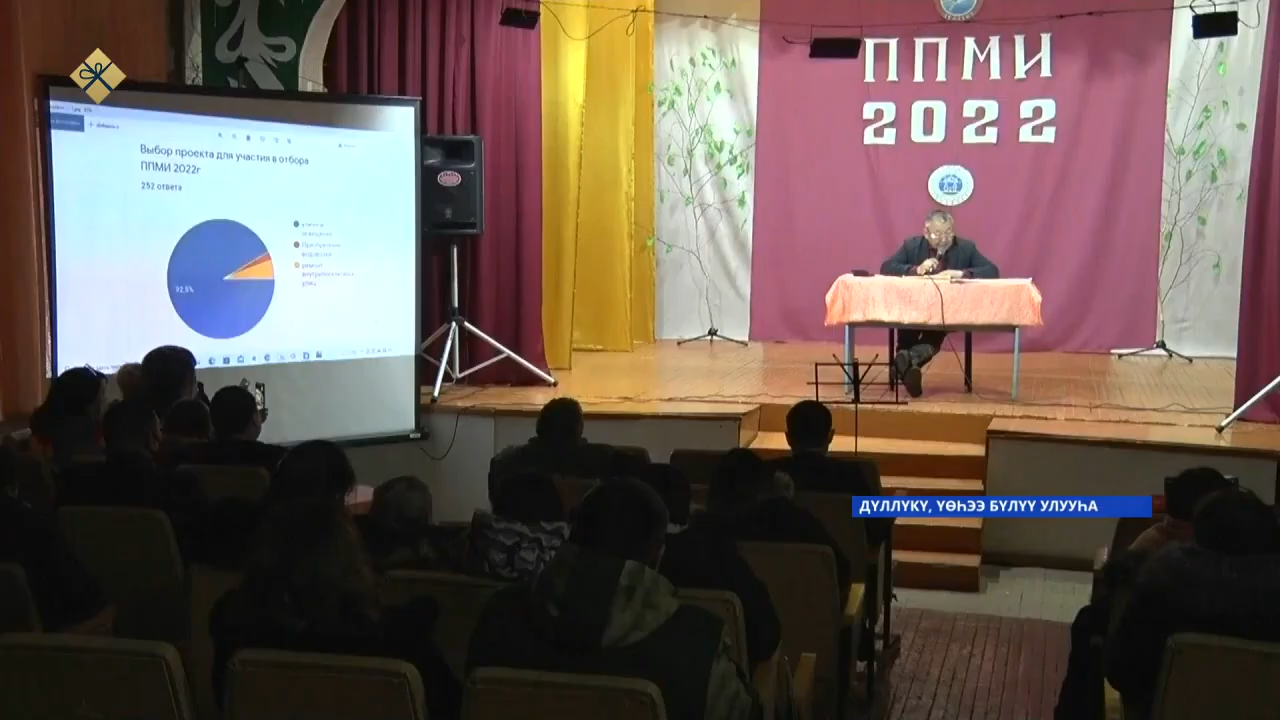 ППМИ
2022
Выбор проекта для участия в отбора
ППМИ 2022г
252 ответа
92,5%
ДҮЛЛҮКҮ, ҮӨҺЭЭ БҮЛҮҮ УЛУУҺА